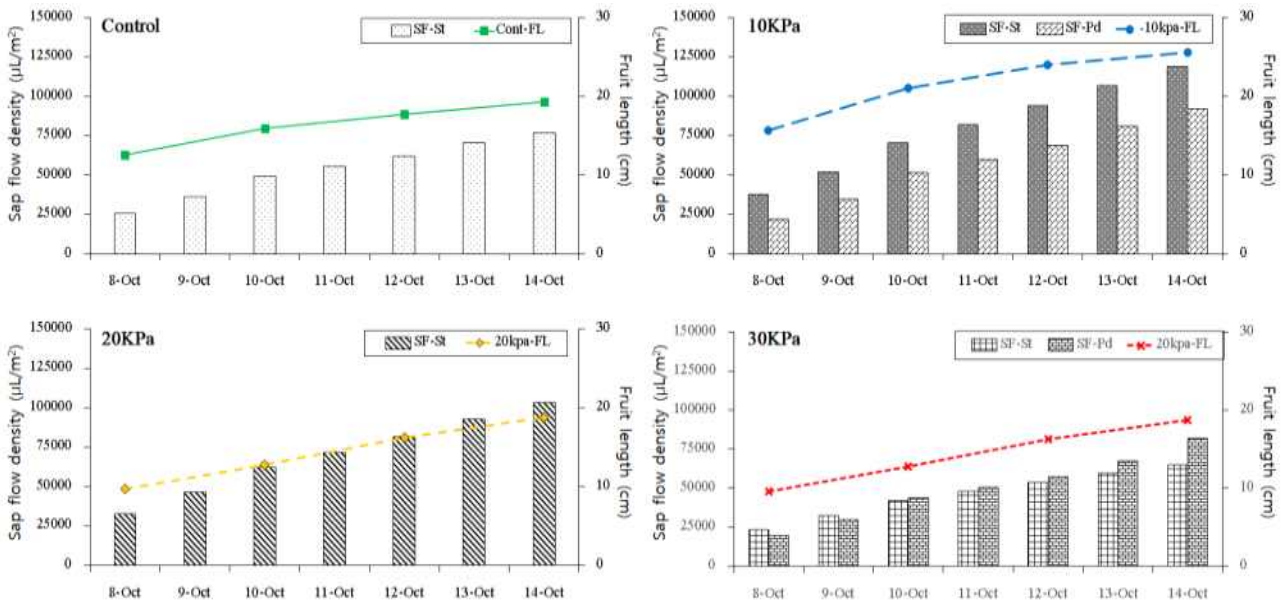 Control
SF-St
Cont-FL
Sap flow density (μL/m²)
150000
125000
100000
75000
50000
25000
0
30
20
10
0
Fruit length (cm)
8-Oct 9-Oct 10-Oct 11-Oct 12-Oct 13-Oct 14-Oct
10KPa
SF-St
SF-Pd
-10kpa-FL
Sap flow density (μL/m²)
150000
125000
100000
75000
50000
25000
0
30
20
10
0
Fruit length (cm)
8-Oct 9-Oct 10-Oct 11-Oct 12-Oct 13-Oct 14-Oct
20KPa
SF-St
20kpa-FL
Sap flow density (μL/m²)
150000
125000
100000
75000
50000
25000
0
30
20
10
0
Fruit length (cm)
8-Oct 9-Oct 10-Oct 11-Oct 12-Oct 13-Oct 14-Oct
30KPa
SF-St
SF-Pd
20kpa-FL
Sap flow density (μL/m²)
150000
125000
100000
75000
50000
25000
0
30
20
10
0
Fruit length (cm)
8-Oct 9-Oct 10-Oct 11-Oct 12-Oct 13-Oct 14-Oct